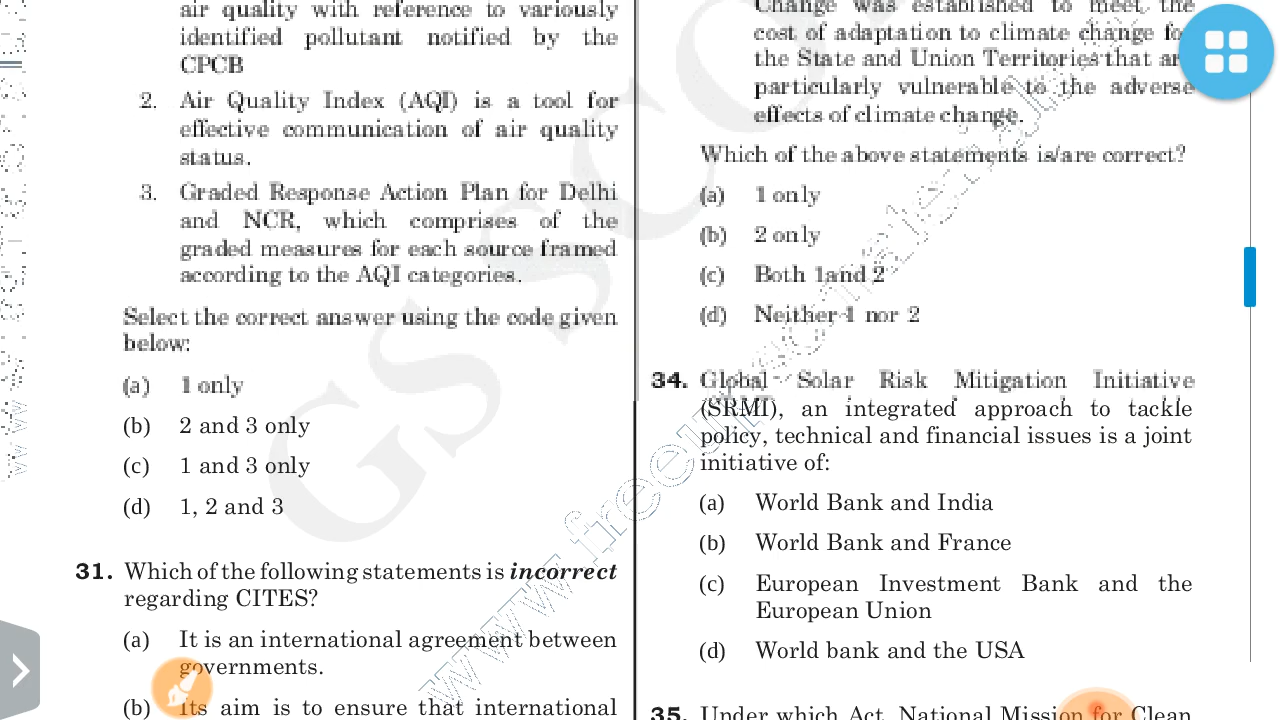 air quality with reference to variously
identified pollutant notified by the
CPCB
2. Air Quality Index (AQI) is a tool for
effective communication of air quality
status.
3. Graded Response Action Plan for Delhi
and NCR, which comprises of the
graded measures for each source framed
according to the AQI categories.
Select the correct answer using the code given
below:
(a) 1 only
(b) 2 and 3 only
(c) 1 and 3 only
(d) 1, 2 and 3
31. Which of the following statements is incorrect
regarding CITES?
(a) It is an international agreement between
governments.
(b) Its aim is to ensure that international
Change was established to meet the
cost of adaptation to climate change fo
the State and Union Territories that ar
particularly vulnerable to the adverse
effects of climate change.
Which of the above statements is/are correct?
(a) 1 only
(b) 2 only
(c) Both 1and 2
(d) Neither 1 nor 2
34. Global Solar Risk Mitigation Initiative
(SRMI), an integrated approach to tackle
policy, technical and financial issues is a joint
initiative of:
(a) World Bank and India
(b) World Bank and France
(c) European Investment Bank and the
European Union
(d) World bank and the USA
35. Under which Act, National Mission for Clean
GS SCO